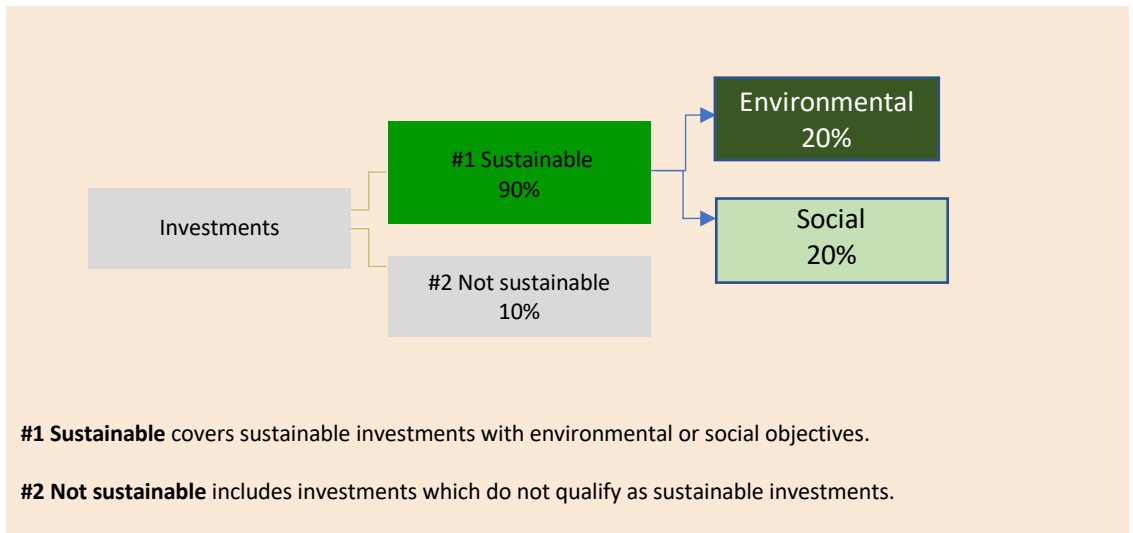 Environmental
20%
#1 Sustainable
90%
Investments
Social
20%
#2 Not sustainable
10%
#1 Sustainable covers sustainable investments with environmental or social objectives.
#2 Not sustainable includes investments which do not qualify as sustainable investments.